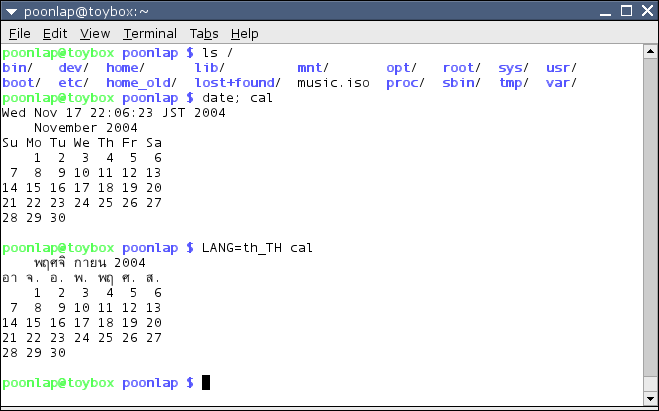 poonlap@toybox:~
File Edit View Terminal Tabs Help
poonlap@toybox poonlap $ ls /
bin/ dev/ home/ lib/ mnt/ opt/ root/ sys/ usr/
boot/ etc/ home_old/ lost+found/ music.iso proc/ sbin/ tmp/ var/
poonlap@toybox poonlap $ date; cal
Wed Nov 17 22:06:23 JST 2004
November 2004
Su Mo Tu We Th Fr Sa
1 2 3 4 5 6
7 8 9 10 11 12 13
14 15 16 17 18 19 20
21 22 23 24 25 26 27
28 29 30
poonlap@toybox poonlap $ LANG=th_TH cal
พฤศจิ กายน 2004
อา จ. อ. พ. พฤ ศ. ส.
1 2 3 4 5 6
7 8 9 10 11 12 13
14 15 16 17 18 19 20
21 22 23 24 25 26 27
28 29 30
poonlap@toybox poonlap $